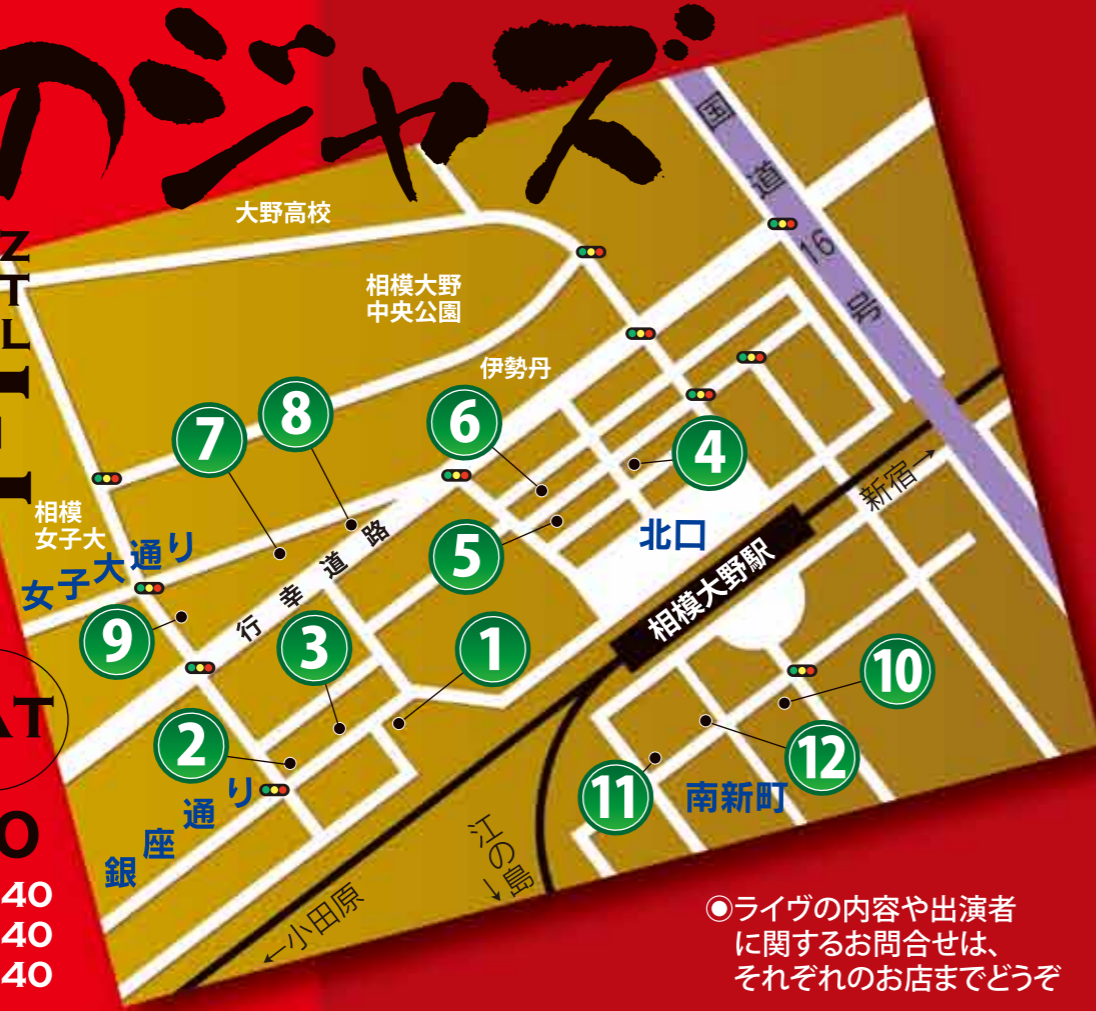 のジャズ
Z
T
L
AT
0
40
40
40
国道16号
大野高校
相模大野
中央公園
伊勢丹
8
7
6
4
相模
女子大
女子大通り
北口
新宿→
5
行幸道路
相模大野駅
9
3
1
10
2
12
11
南新町
銀座通り
江の島
←
←小田原
◉ライヴの内容や出演者
に関するお問合せは、
それぞれのお店までどうぞ